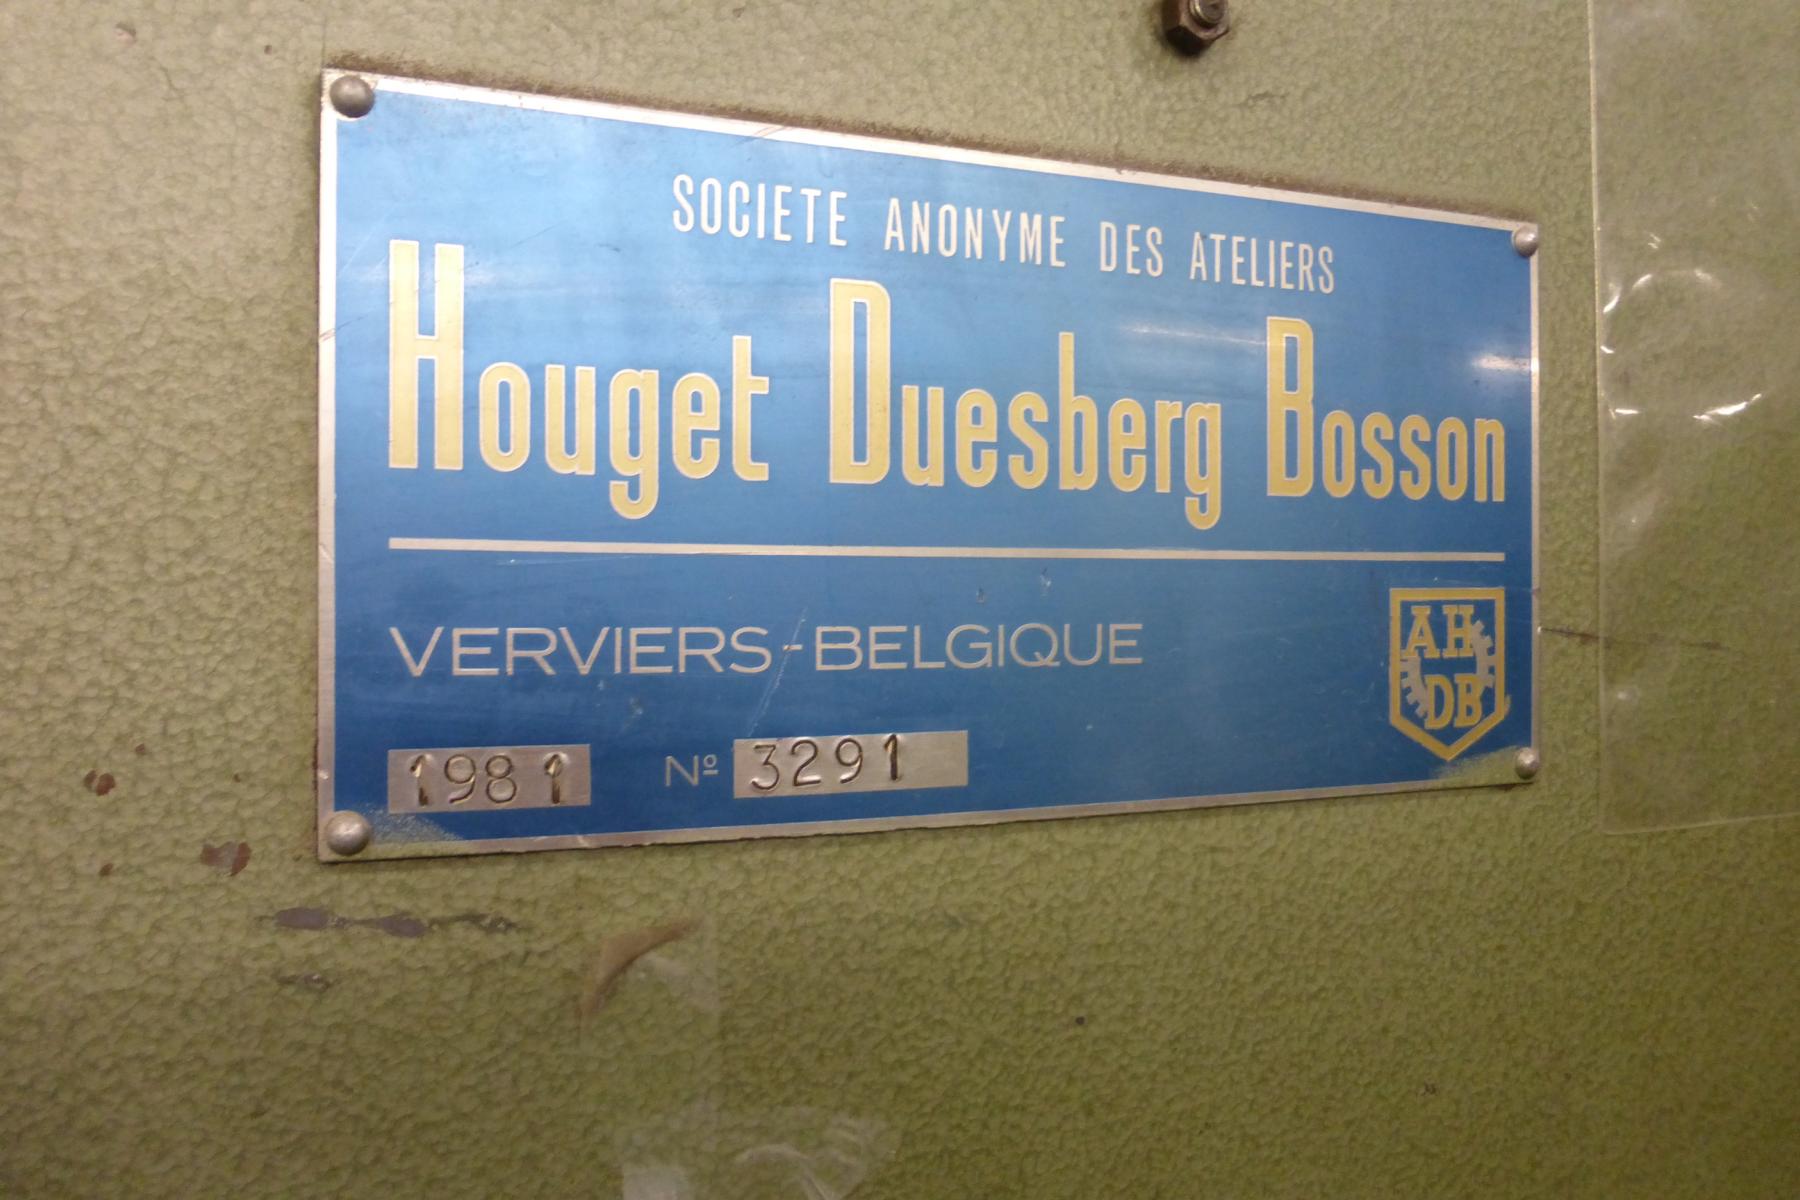 SOCIETE ANONYME DES ATELIERS
Houget Duesberg Bosson
VERVIERS-BELGIQUE
AH
DB
1981 Nº 3291